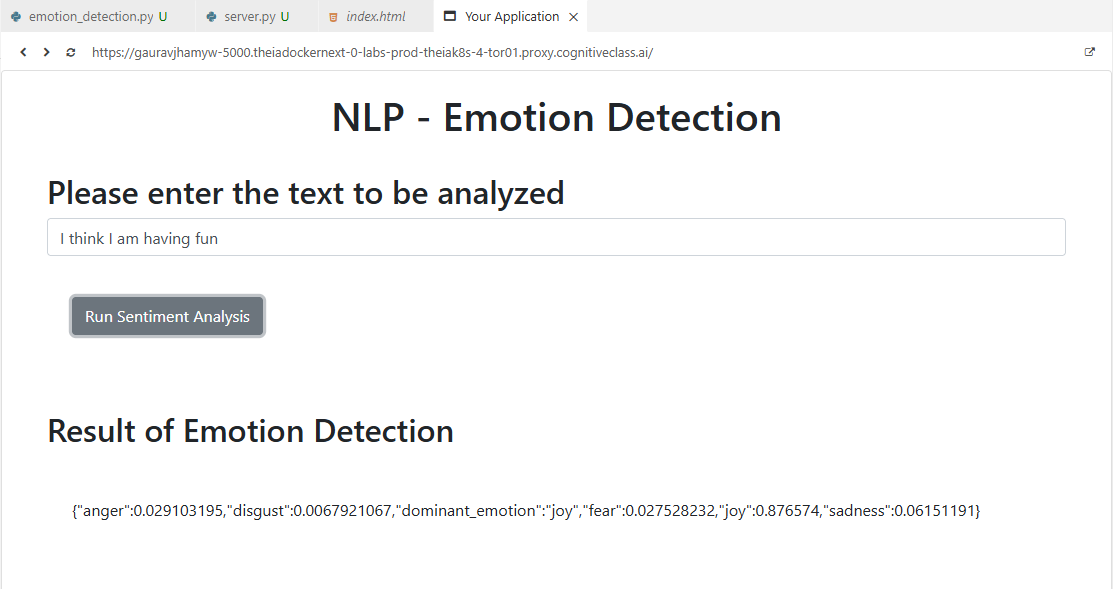 emotion_detection.py U server.py U index.html Your Application
https://gauravjhamyw-5000.theiadockernext-0-labs-prod-theiak8s-4-tor01.proxy.cognitiveclass.ai/
NLP - Emotion Detection
Please enter the text to be analyzed
I think I am having fun
Run Sentiment Analysis
Result of Emotion Detection
{"anger":0.029103195,"disgust":0.0067921067,"dominant_emotion":"joy","fear":0.027528232,"joy":0.876574,"sadness":0.06151191}